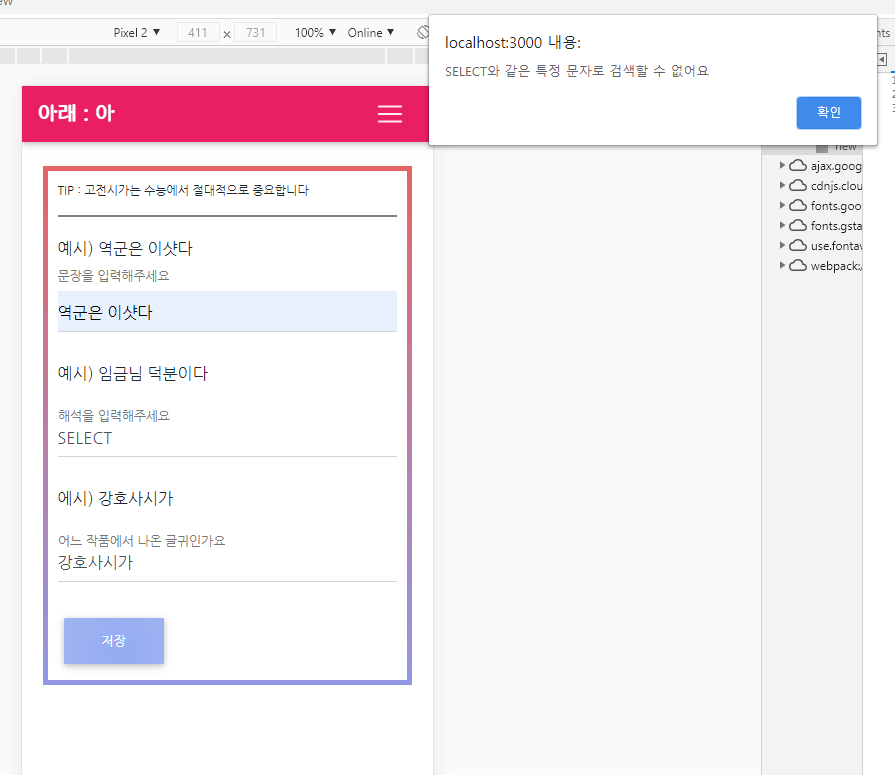 Pixel 2 ▼ 411 × 731 100% ▼ Online ▼
localhost:3000 내용:
SELECT와 같은 특정 문자로 검색할 수 없어요
확인
아래 : 아
TIP : 고전시가는 수능에서 절대적으로 중요합니다
예시) 역군은 이샷다
문장을 입력해주세요
역군은 이샷다
예시) 임금님 덕분이다
해석을 입력해주세요
SELECT
에시) 강호사시가
어느 작품에서 나온 글귀인가요
강호사시가
저장
new
ajax.goog
cdnjs.clou
fonts.goo
fonts.gsta
use.fontaw
webpack:/